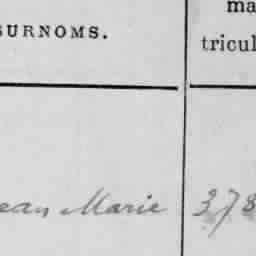 SURNOMS.
ma
tricul
ean Marie 378